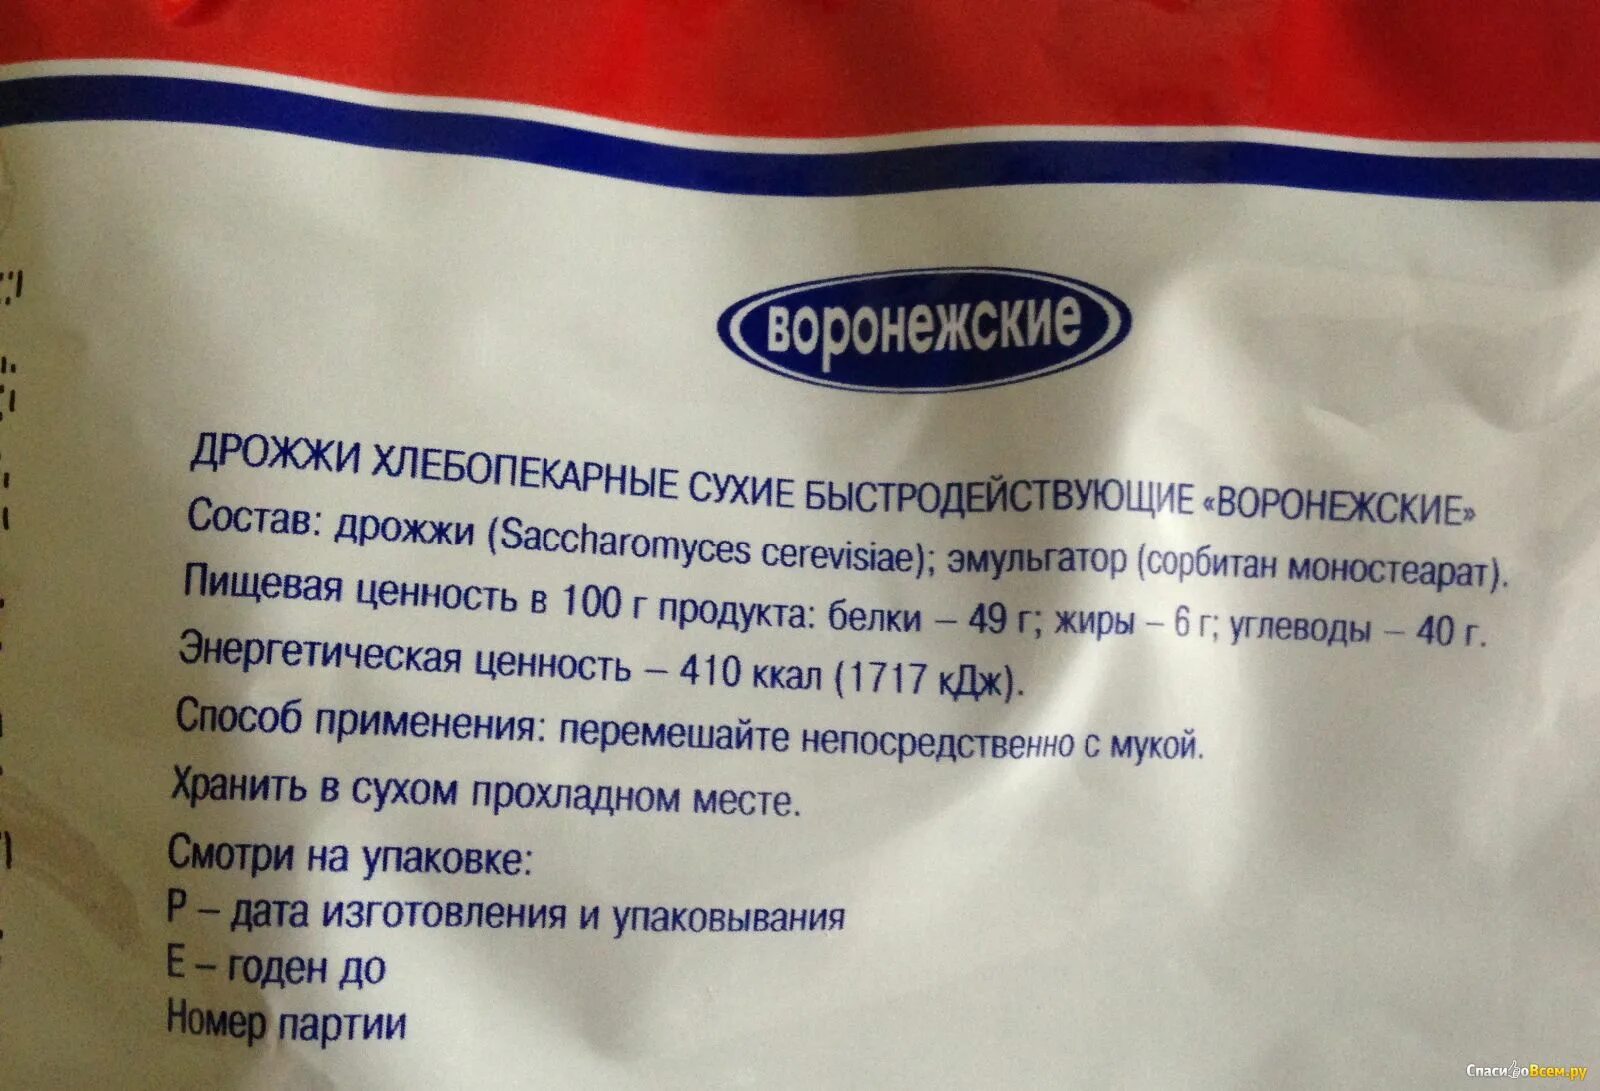 Воронежские
ДРОЖЖИ ХЛЕБОПЕКАРНЫЕ СУХИЕ БЫСТРОДЕЙСТВУЮЩИЕ «ВОРОНЕЖСКИЕ»
Состав: дрожжи (Saccharomyces cerevisiae); эмульгатор (сорбитан моностеарат).
Пищевая ценность в 100 г продукта: белки – 49 г; жиры – 6 г; углеводы – 40 г.
Энергетическая ценность – 410 ккал (1717 кДж).
Способ применения: перемешайте непосредственно с мукой.
Хранить в сухом прохладном месте.
Смотри на упаковке:
P – дата изготовления и упаковывания
E – годен до
Номер партии
СпасибоВсем.ру